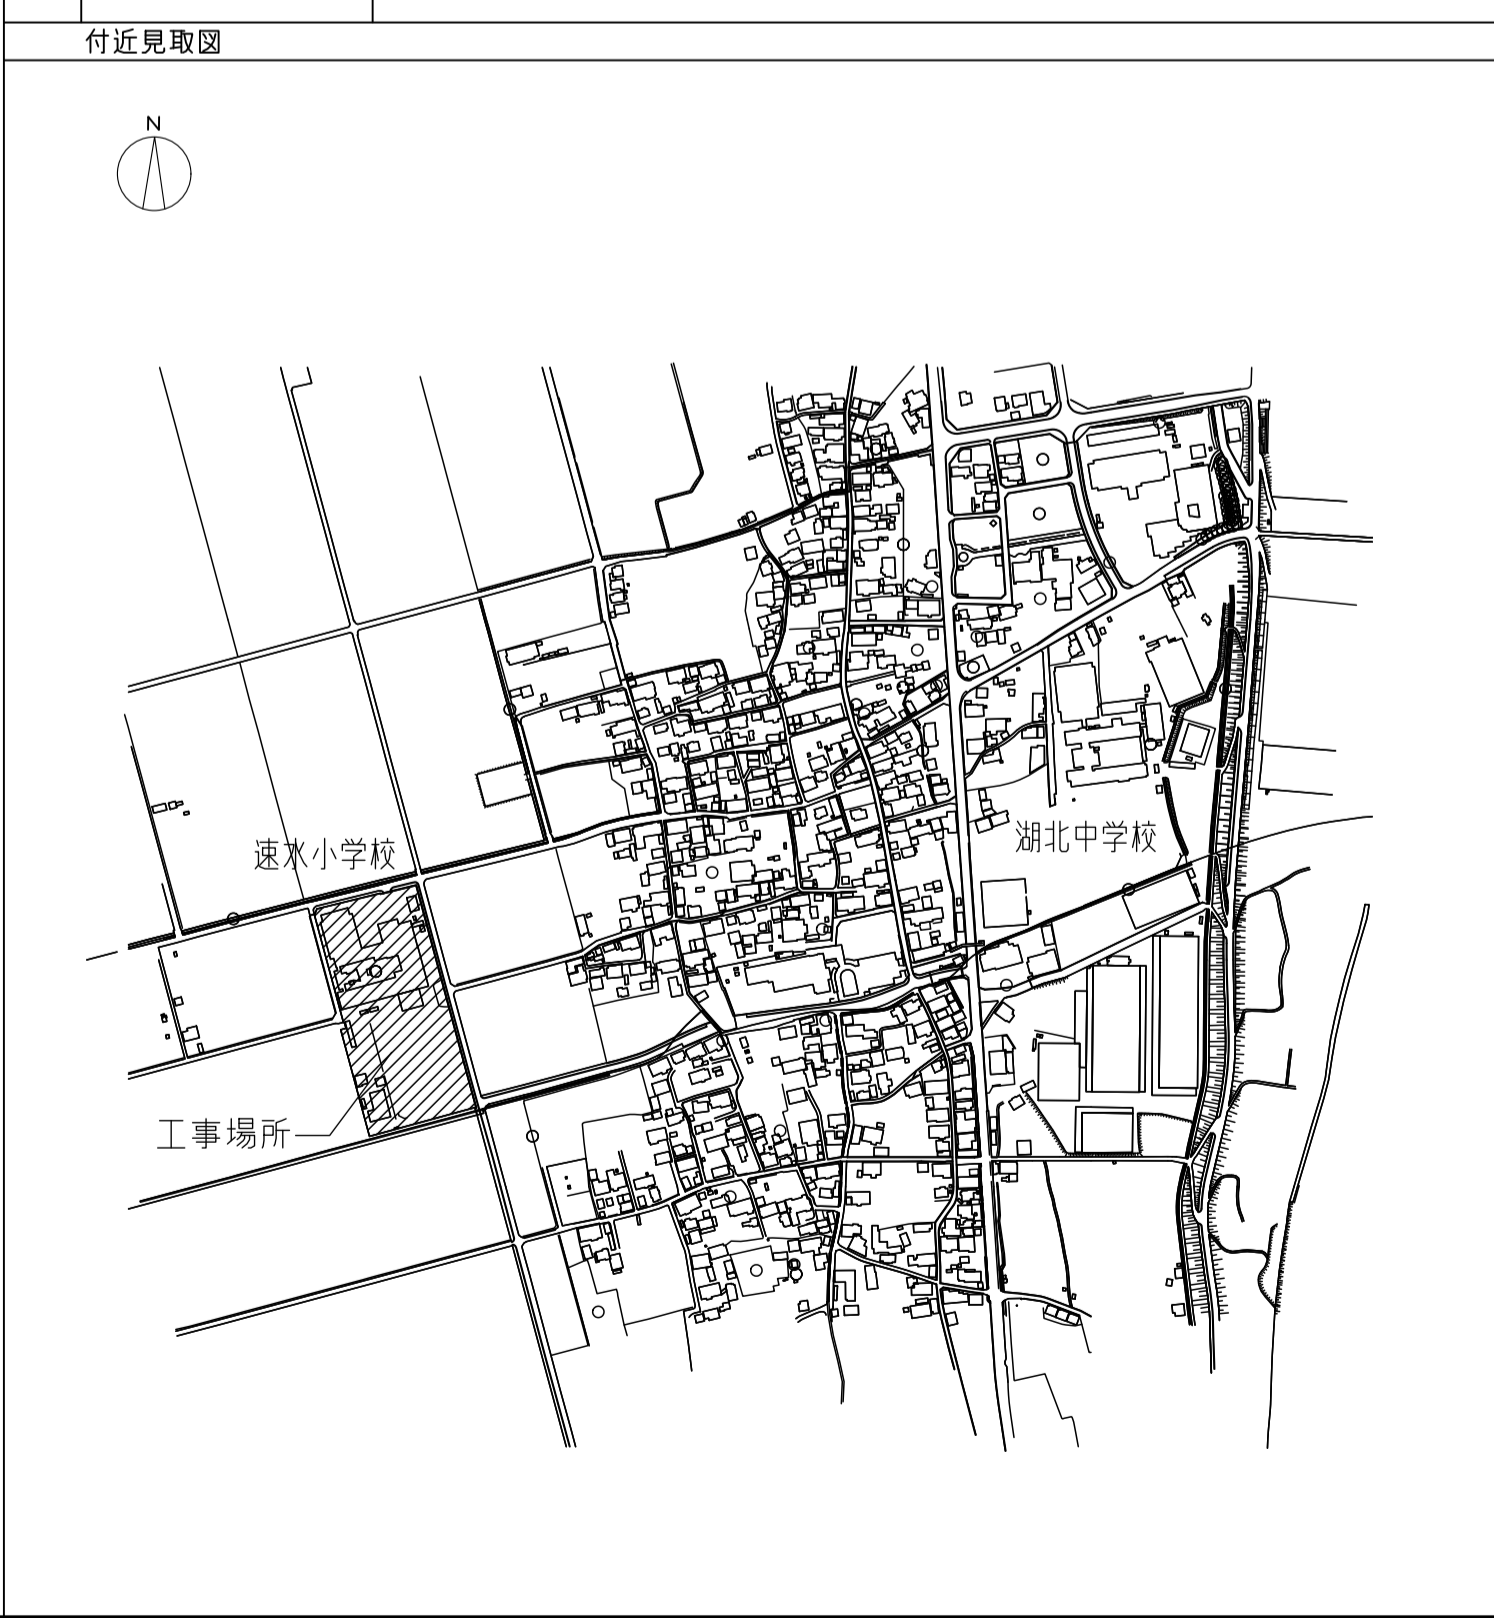 付近見取図
N
湖北中学校
速水小学校
工事場所